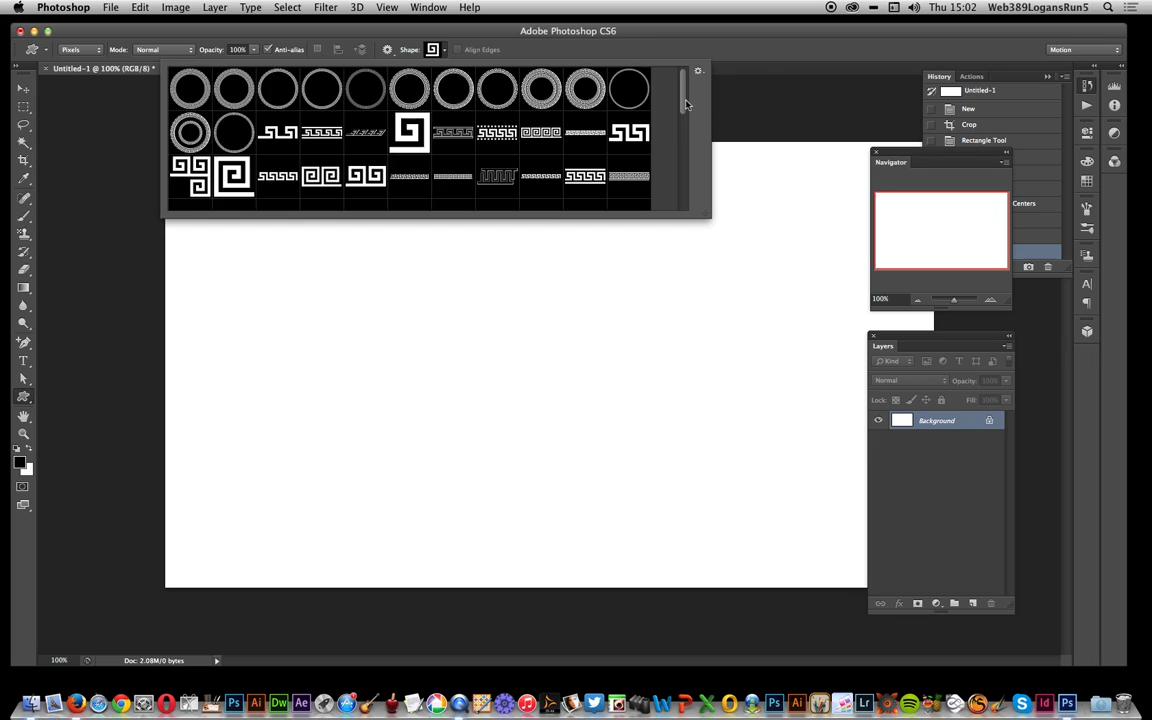 Photoshop File Edit Image Layer Type Select Filter 3D View Window Help Thu 15:02 Web389LogansRun5
Adobe Photoshop CS6
Pixels Mode: Normal Opacity: 100% Anti-alias Shape: Align Edges Motion
Untitled-1 @ 100% (RGB/8) *
History Actions
Untitled-1
New
Crop
Rectangle Tool
Navigator
Centers
100%
Layers
Kind
Normal Opacity: 100%
Lock: Fill: 100%
Background
100% Doc: 2.08M/0 bytes